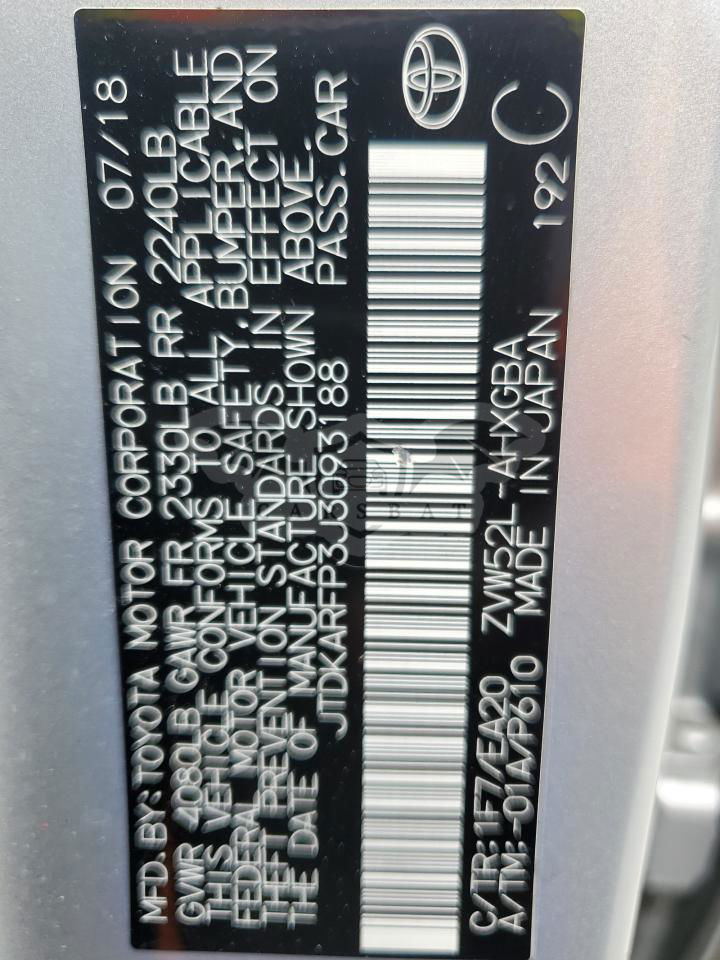 MFD. BY: TOYOTA MOTOR CORPORATION 07/18
GVWR 4080LB GAWR FR 2330LB RR 2240LB
THIS VEHICLE CONFORMS TO ALL APPLICABLE
FEDERAL MOTOR VEHICLE SAFETY, BUMPER, AND
THEFT PREVENTION STANDARDS IN EFFECT ON
THE DATE OF MANUFACTURE SHOWN ABOVE.
JTDKARFP3J3093188 PASS. CAR
CARSBAT
C/TR: 1F7/EA20 ZVW52L-AHXGBA 192 C
A/TM: -01A/P610 MADE IN JAPAN